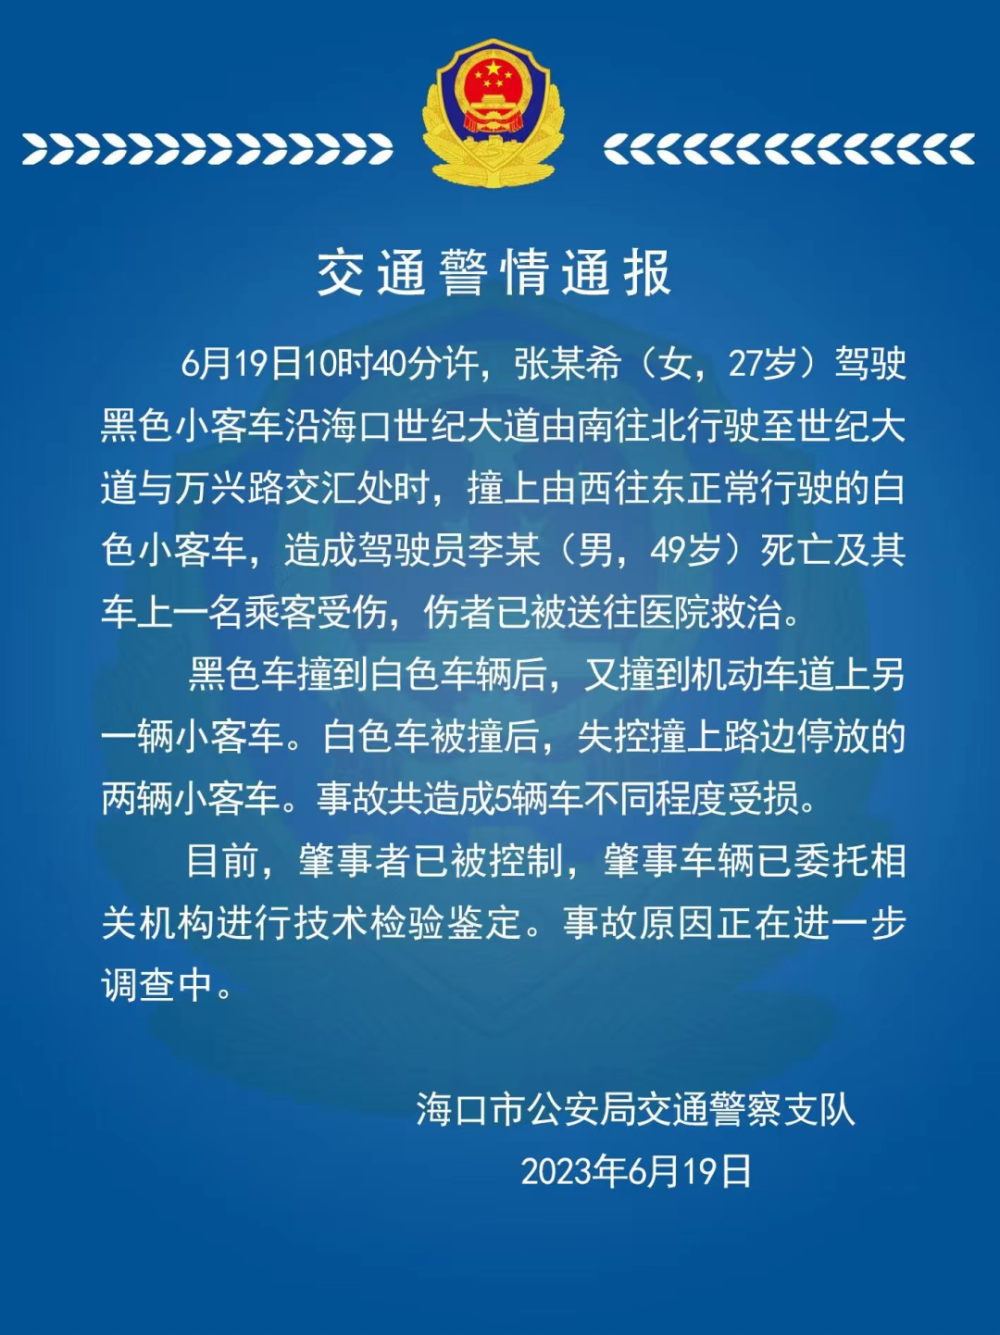 交通警情通报
6月19日10时40分许，张某希（女，27岁）驾驶
黑色小客车沿海口世纪大道由南往北行驶至世纪大
道与万兴路交汇处时，撞上由西往东正常行驶的白
色小客车，造成驾驶员李某（男，49岁）死亡及其
车上一名乘客受伤，伤者已被送往医院救治。
黑色车撞到白色车辆后，又撞到机动车道上另
一辆小客车。白色车被撞后，失控撞上路边停放的
两辆小客车。事故共造成5辆车不同程度受损。
目前，肇事者已被控制，肇事车辆已委托相
关机构进行技术检验鉴定。事故原因正在进一步
调查中。
海口市公安局交通警察支队
2023年6月19日